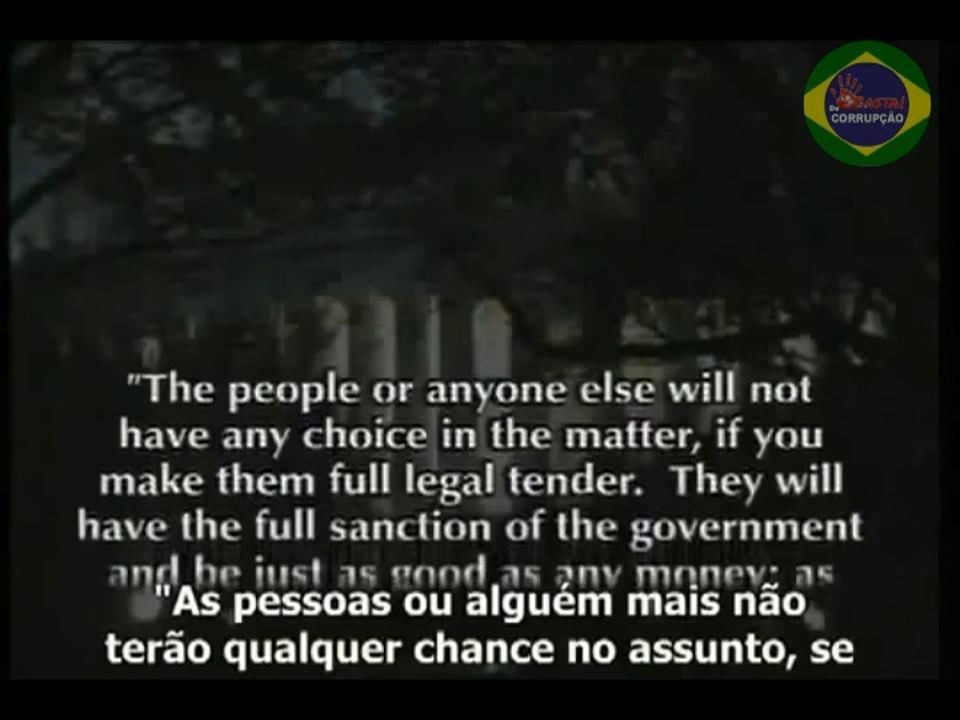 Da BASTA!
CORRUPÇÃO
"The people or anyone else will not
have any choice in the matter, if you
make them full legal tender. They will
have the full sanction of the government
and be just as good as any money; as
"As pessoas ou alguém mais não
terão qualquer chance no assunto, se